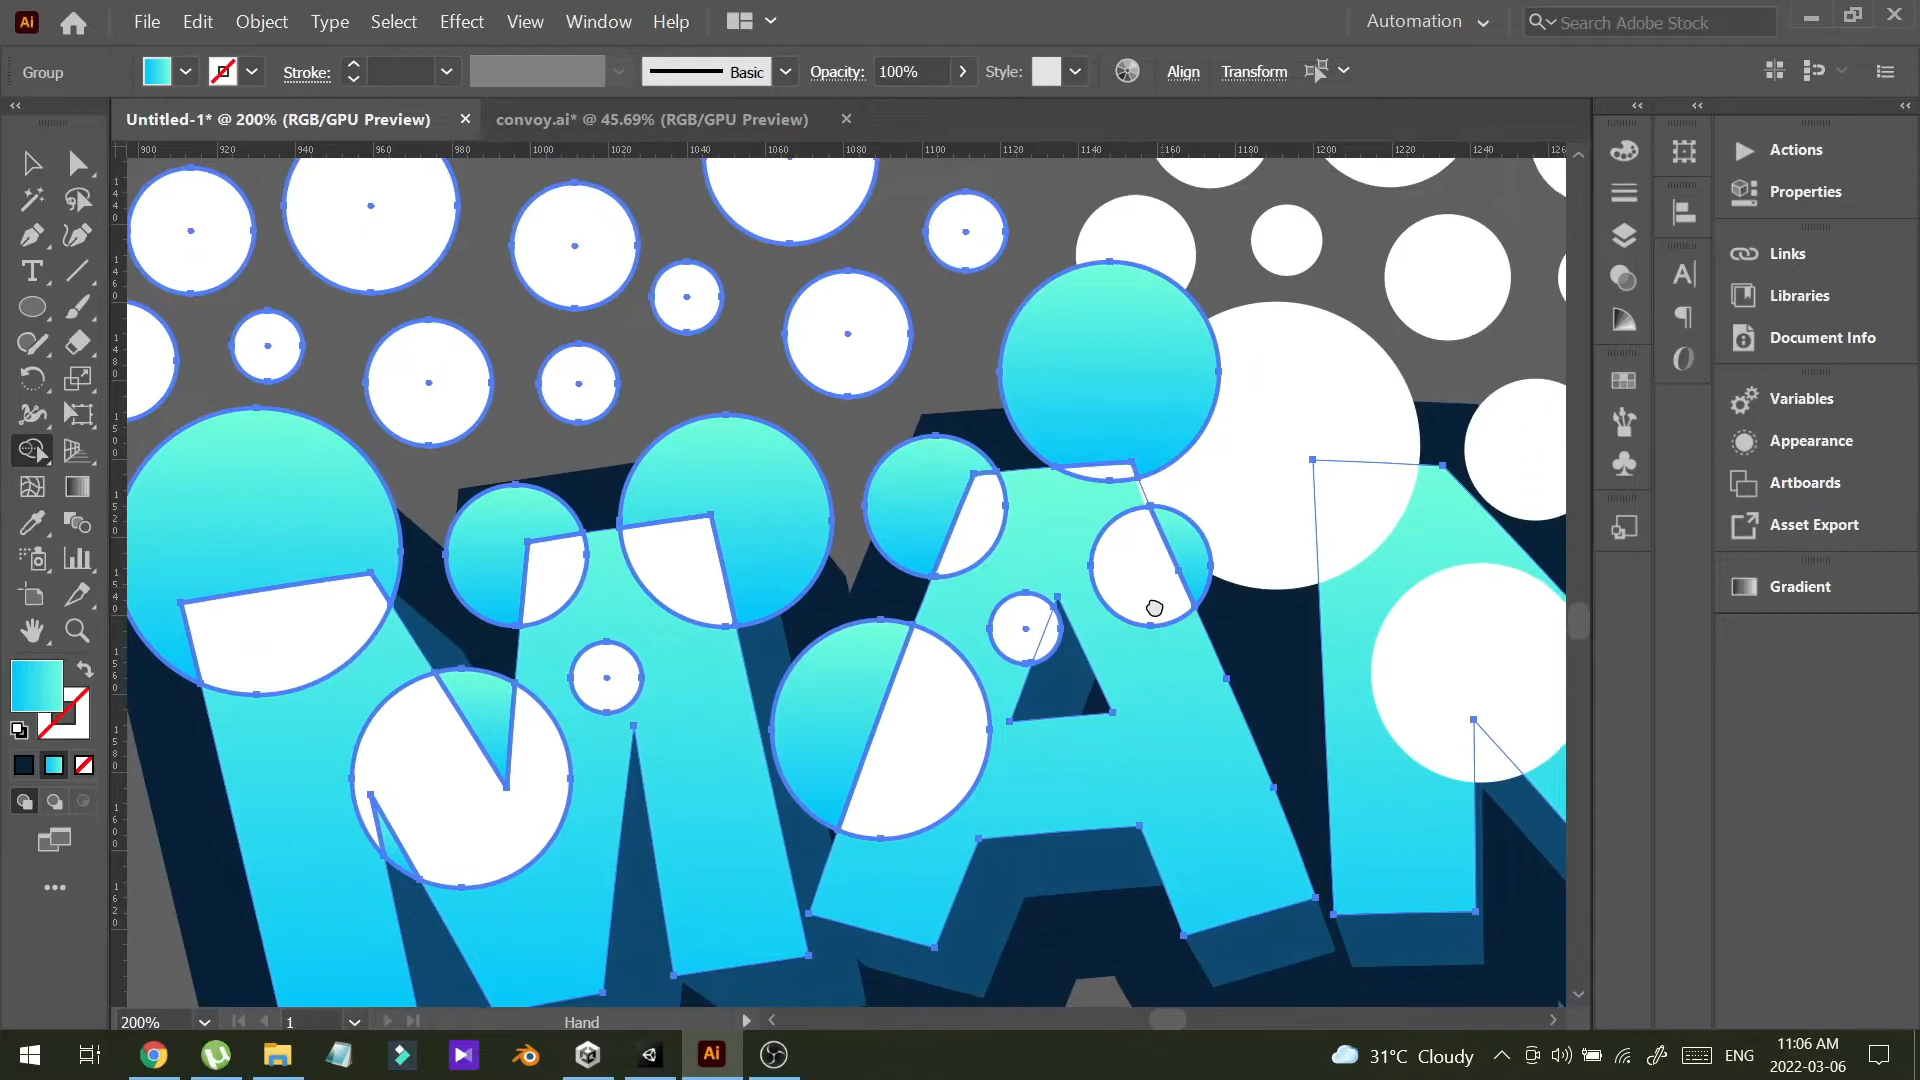 Ai File Edit Object Type Select Effect View Window Help Automation Search Adobe Stock
Group Stroke: Basic Opacity: 100% Style: Align Transform
Untitled-1* @ 200% (RGB/GPU Preview) convoy.ai* @ 45.69% (RGB/GPU Preview)
900 920 940 960 980 1000 1020 1040 1060 1080 1100 1120 1140 1160 1180 1200 1220 1240
Actions
Properties
Links
Libraries
Document Info
Variables
Appearance
Artboards
Asset Export
Gradient
200% 1 Hand
Ai 31°C Cloudy ENG 11:06 AM
2022-03-06